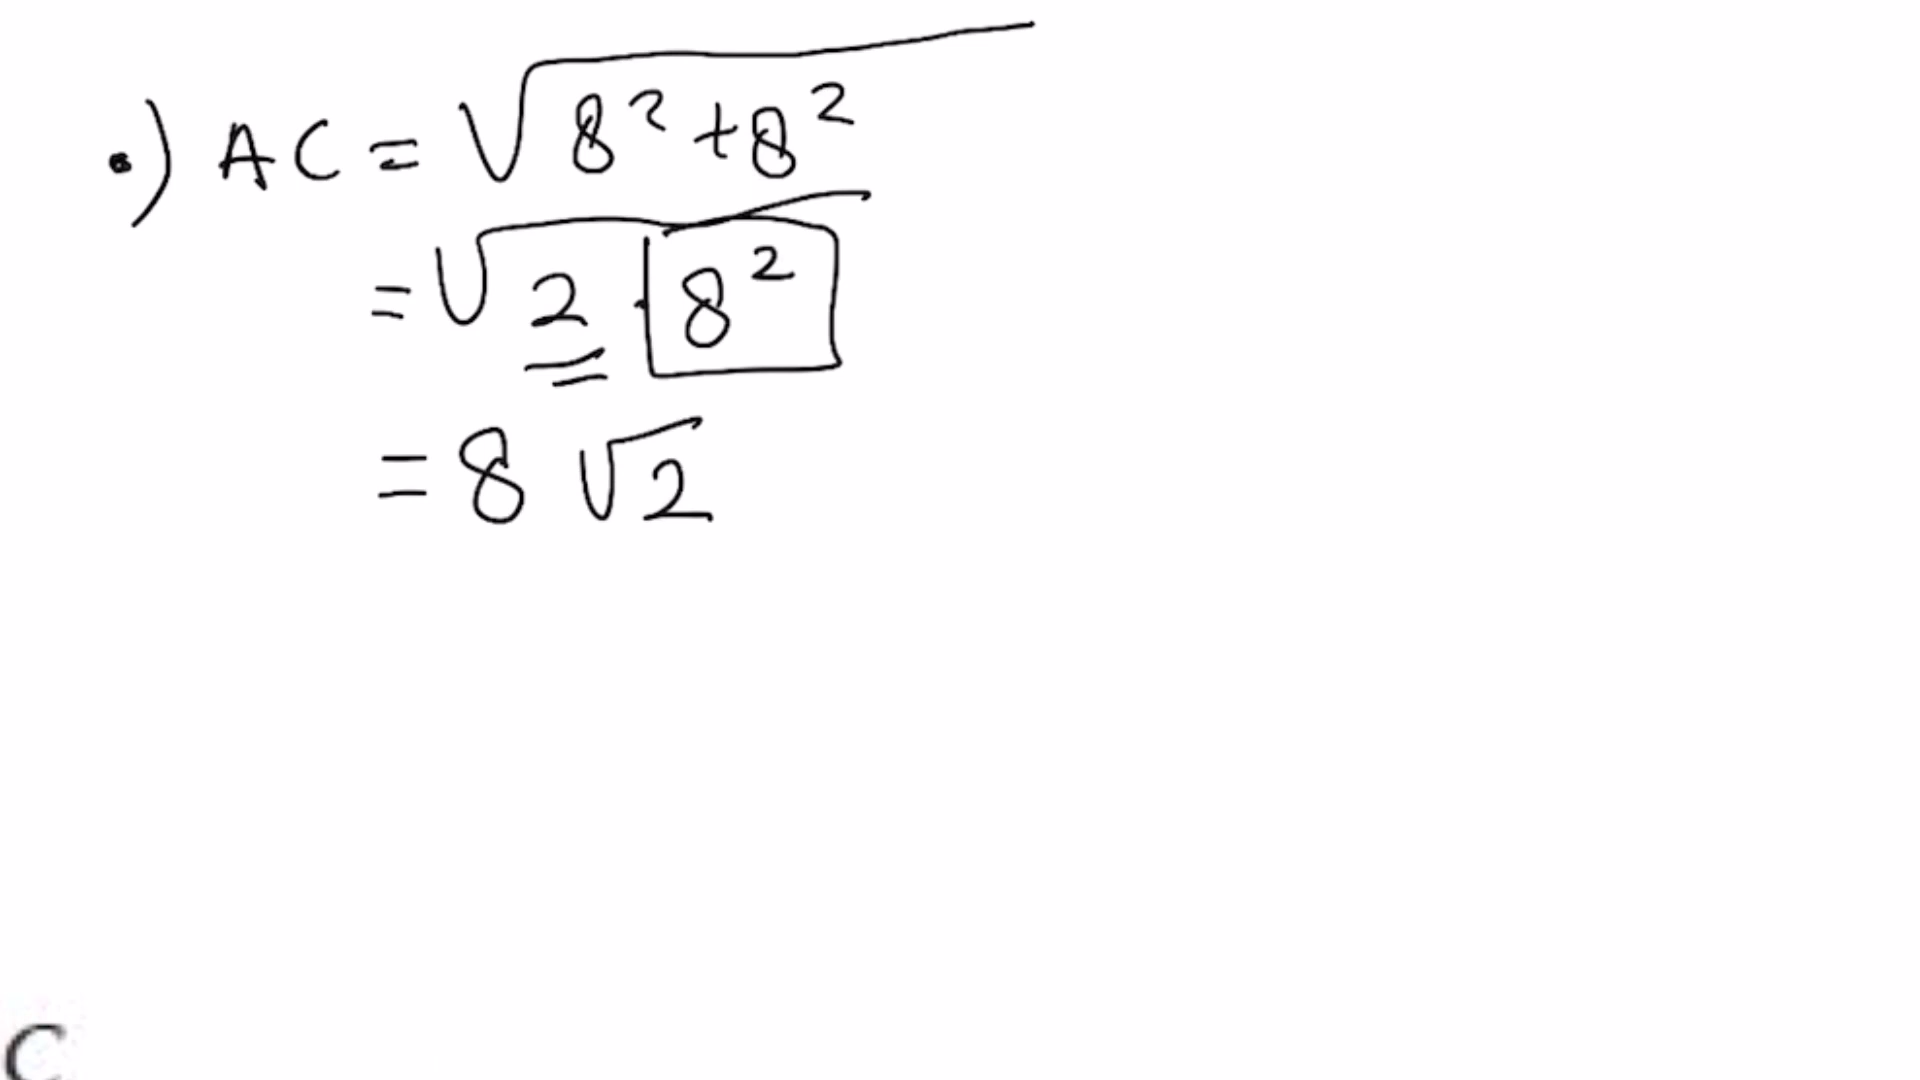 •) AC = √8² + 8²
= √2 · 8²
= 8 √2
C